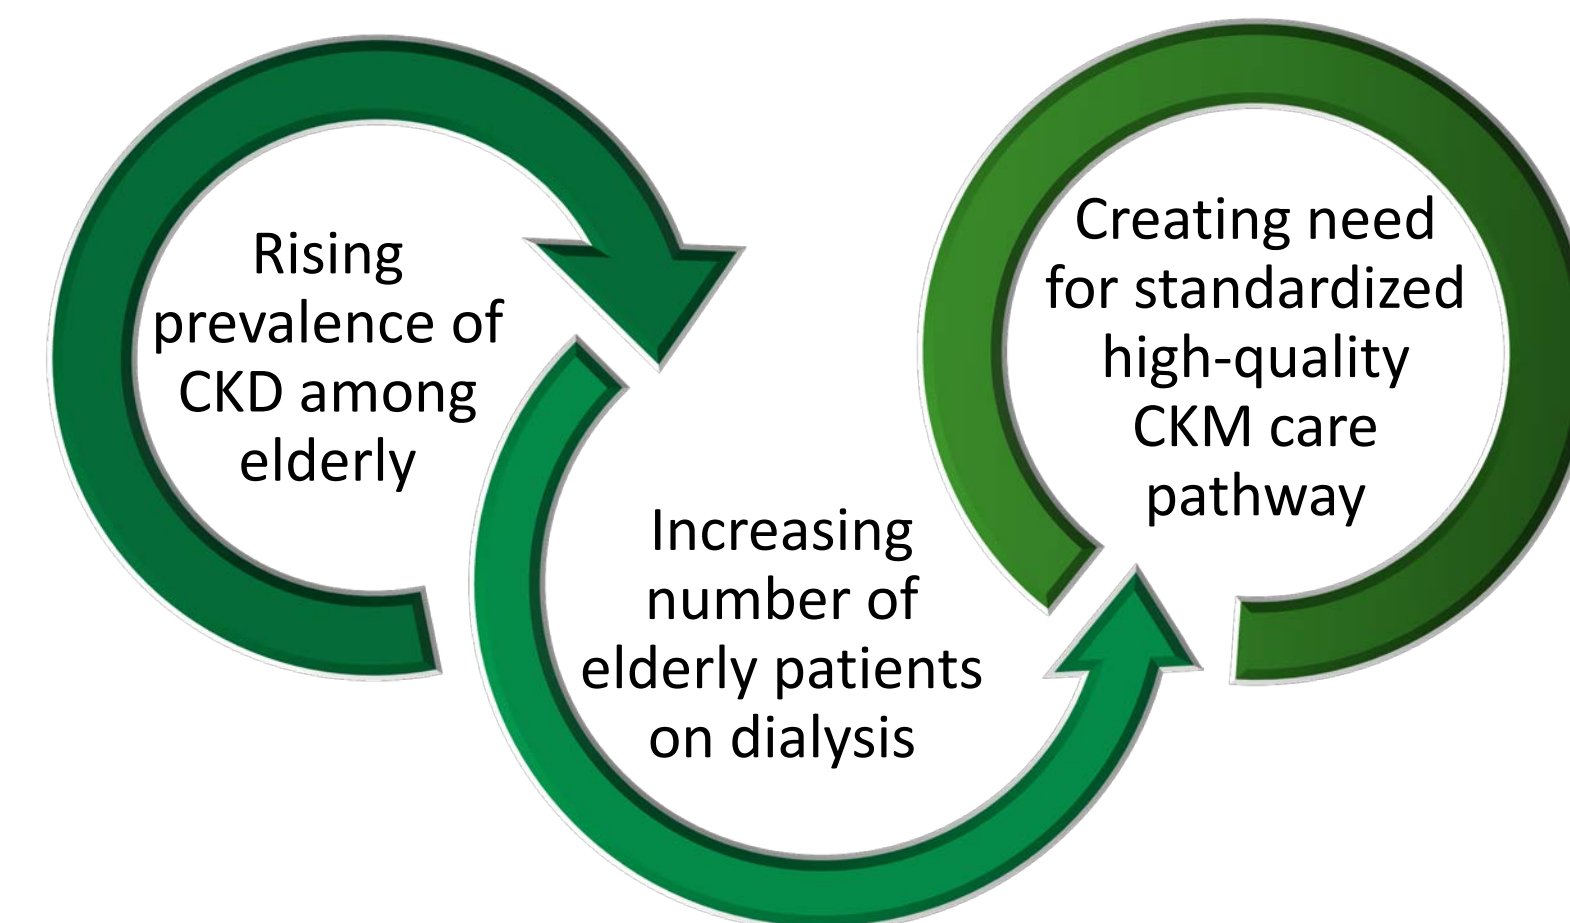 Rising
prevalence of
CKD among
elderly
Increasing
number of
elderly patients
on dialysis
Creating need
for standardized
high-quality
CKM care
pathway